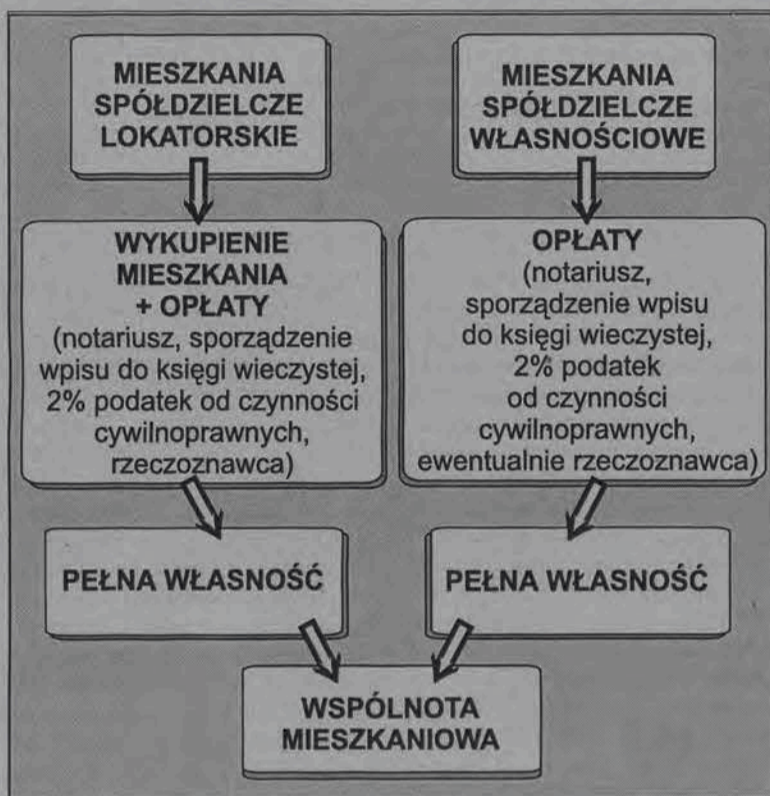 MIESZKANIA
SPÓŁDZIELCZE
LOKATORSKIE
WYKUPIENIE
MIESZKANIA
+ OPŁATY
(notariusz, sporządzenie
wpisu do księgi wieczystej,
2% podatek od czynności
cywilnoprawnych,
rzeczoznawca)
PEŁNA WŁASNOŚĆ
MIESZKANIA
SPÓŁDZIELCZE
WŁASNOŚCIOWE
OPŁATY
(notariusz,
sporządzenie wpisu
do księgi wieczystej,
2% podatek
od czynności
cywilnoprawnych,
ewentualnie rzeczoznawca)
PEŁNA WŁASNOŚĆ
WSPÓLNOTA
MIESZKANIOWA